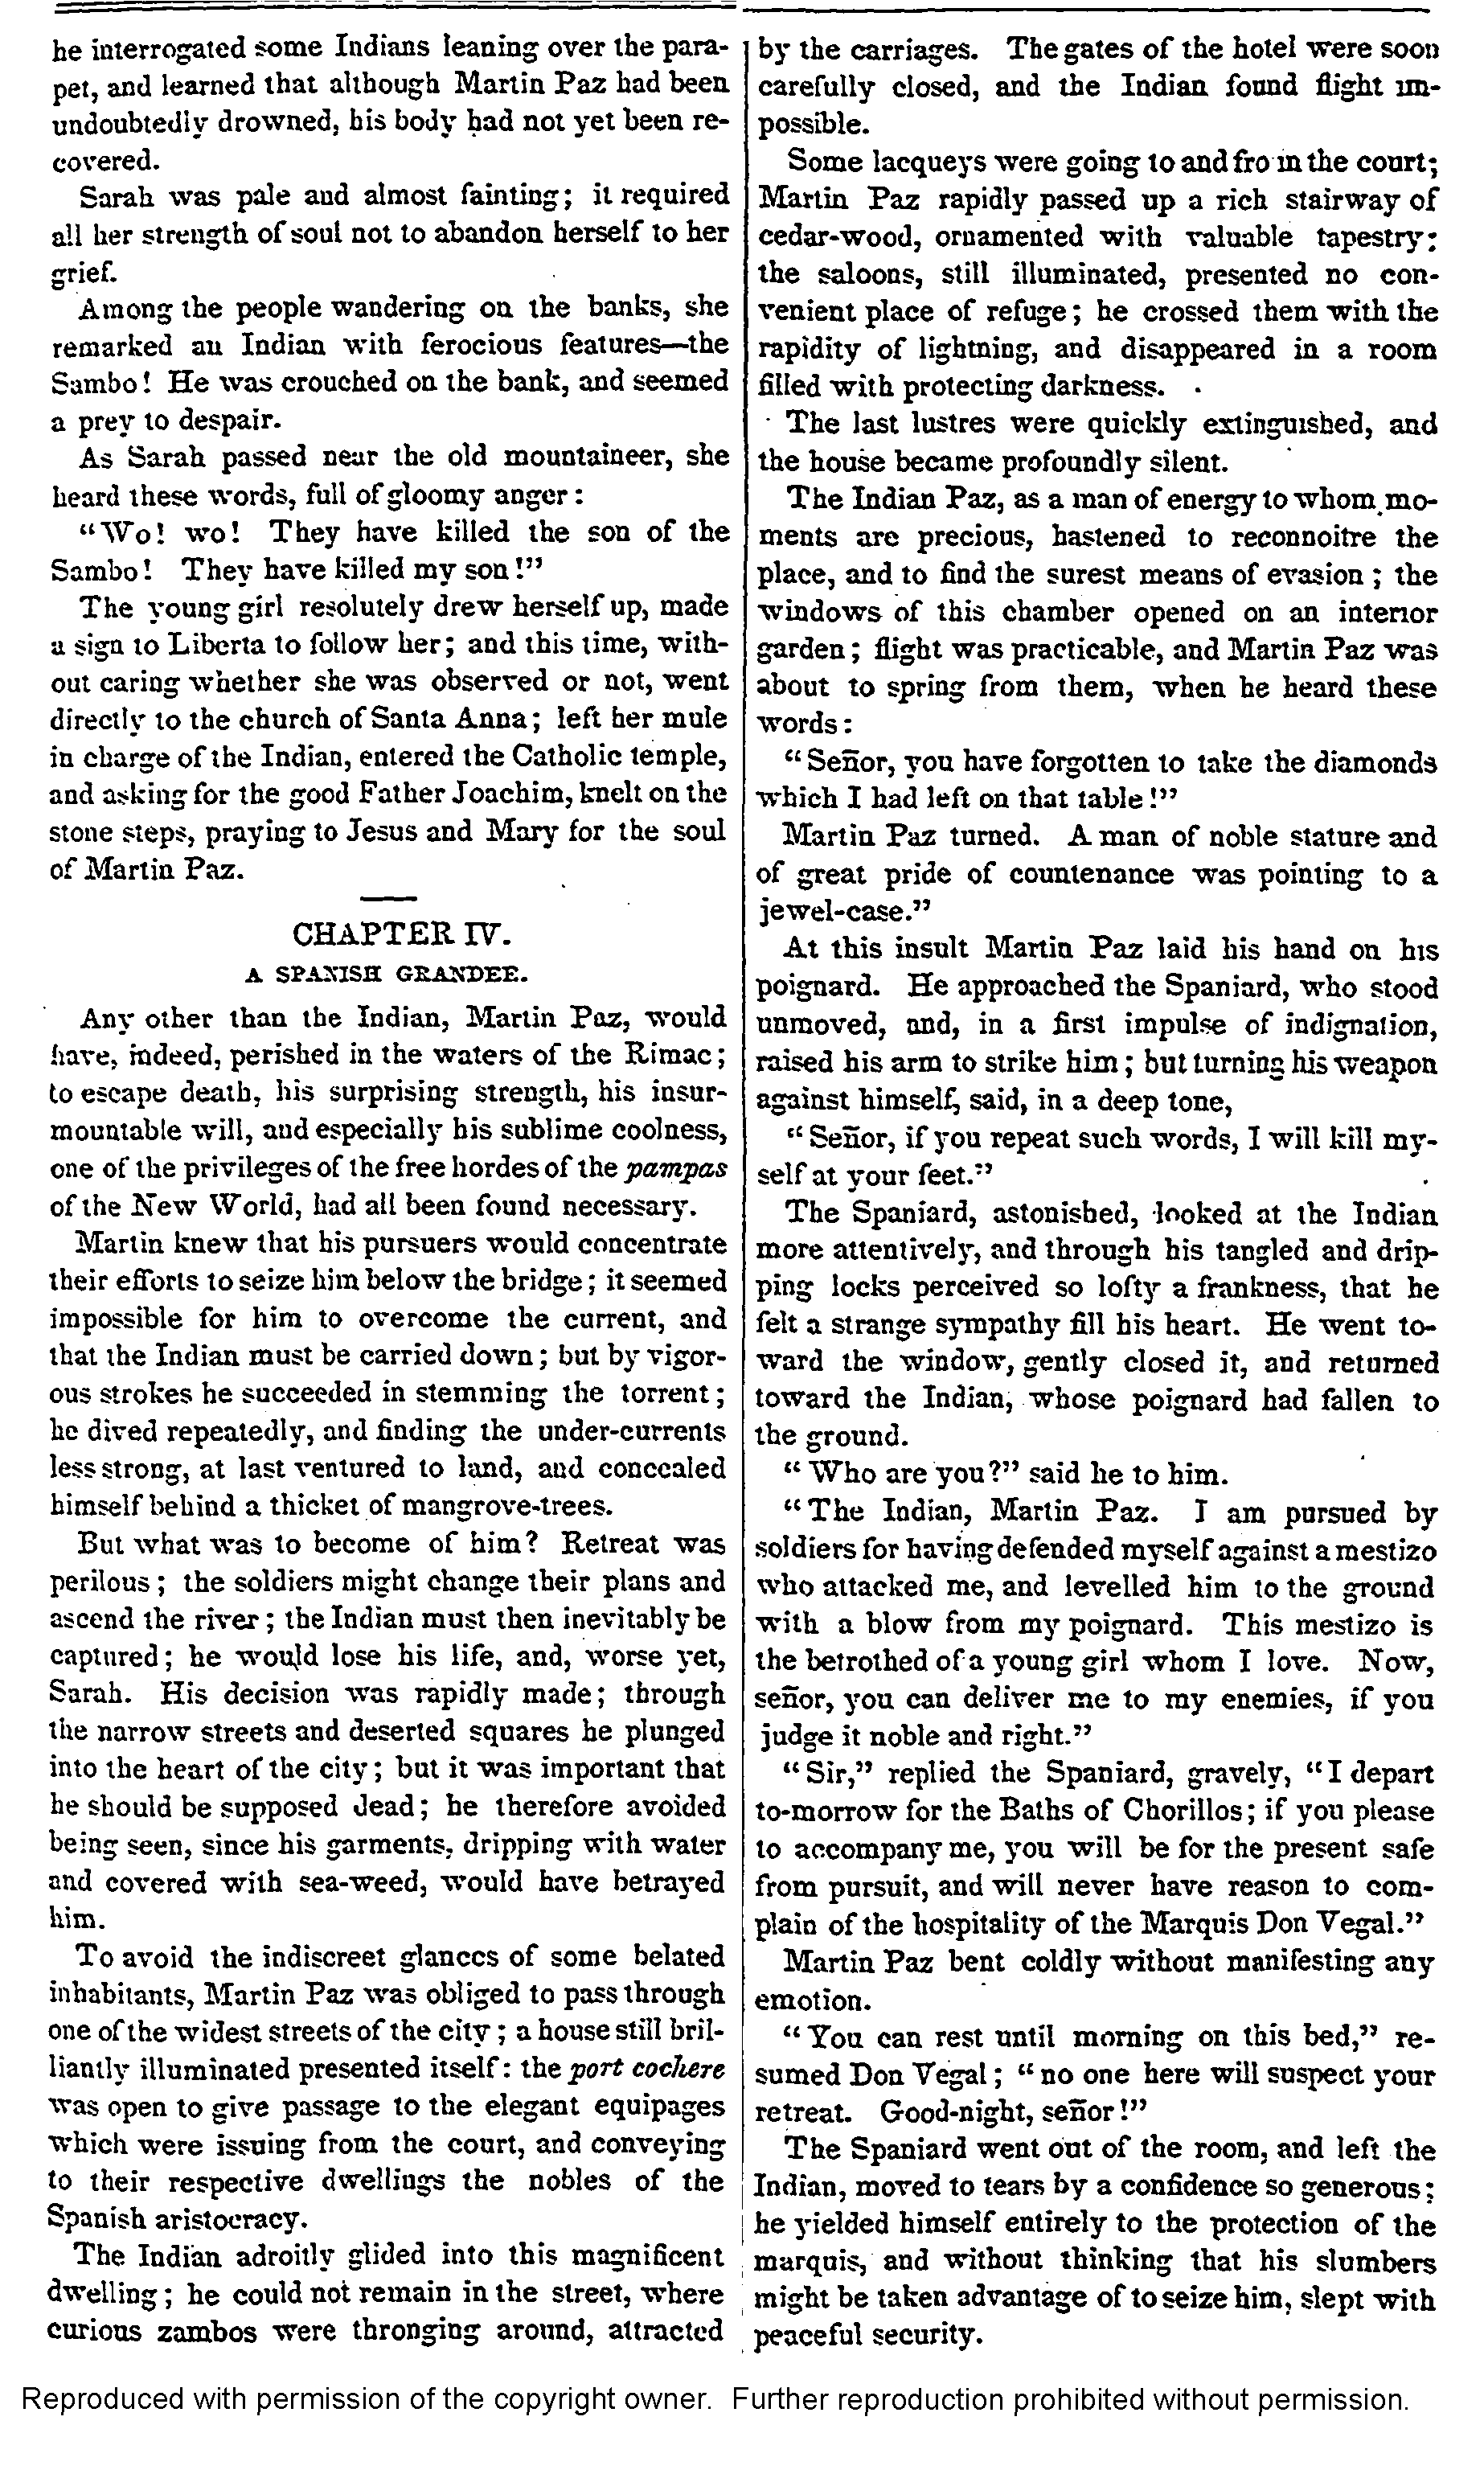 he interrogated some Indians leaning over the para-
pet, and learned that although Martin Paz had been
undoubtedly drowned, his body had not yet been re-
covered.
Sarah was pale and almost fainting; it required
all her strength of soul not to abandon herself to her
grief.
Among the people wandering on the banks, she
remarked an Indian with ferocious features—the
Sambo! He was crouched on the bank, and seemed
a prey to despair.
As Sarah passed near the old mountaineer, she
heard these words, full of gloomy anger:
"Wo! wo! They have killed the son of the
Sambo! They have killed my son!"
The young girl resolutely drew herself up, made
a sign to Liberta to follow her; and this time, with-
out caring whether she was observed or not, went
directly to the church of Santa Anna; left her mule
in charge of the Indian, entered the Catholic temple,
and asking for the good Father Joachim, knelt on the
stone steps, praying to Jesus and Mary for the soul
of Martin Paz.
CHAPTER IV.
A SPANISH GRANDEE.
Any other than the Indian, Martin Paz, would
have, indeed, perished in the waters of the Rimac;
to escape death, his surprising strength, his insur-
mountable will, and especially his sublime coolness,
one of the privileges of the free hordes of the pampas
of the New World, had all been found necessary.
Martin knew that his pursuers would concentrate
their efforts to seize him below the bridge; it seemed
impossible for him to overcome the current, and
that the Indian must be carried down; but by vigor-
ous strokes he succeeded in stemming the torrent;
he dived repeatedly, and finding the under-currents
less strong, at last ventured to land, and concealed
himself behind a thicket of mangrove-trees.
But what was to become of him? Retreat was
perilous; the soldiers might change their plans and
ascend the river; the Indian must then inevitably be
captured; he would lose his life, and, worse yet,
Sarah. His decision was rapidly made; through
the narrow streets and deserted squares he plunged
into the heart of the city; but it was important that
he should be supposed dead; he therefore avoided
being seen, since his garments, dripping with water
and covered with sea-weed, would have betrayed
him.
To avoid the indiscreet glances of some belated
inhabitants, Martin Paz was obliged to pass through
one of the widest streets of the city; a house still bril-
liantly illuminated presented itself: the port cochere
was open to give passage to the elegant equipages
which were issuing from the court, and conveying
to their respective dwellings the nobles of the
Spanish aristocracy.
The Indian adroitly glided into this magnificent
dwelling; he could not remain in the street, where
curious zambos were thronging around, attracted
by the carriages. The gates of the hotel were soon
carefully closed, and the Indian found flight im-
possible.
Some lacqueys were going to and fro in the court;
Martin Paz rapidly passed up a rich stairway of
cedar-wood, ornamented with valuable tapestry;
the saloons, still illuminated, presented no con-
venient place of refuge; he crossed them with the
rapidity of lightning, and disappeared in a room
filled with protecting darkness.
The last lustres were quickly extinguished, and
the house became profoundly silent.
The Indian Paz, as a man of energy to whom mo-
ments are precious, hastened to reconnoitre the
place, and to find the surest means of evasion; the
windows of this chamber opened on an interior
garden; flight was practicable, and Martin Paz was
about to spring from them, when he heard these
words:
"Señor, you have forgotten to take the diamonds
which I had left on that table!"
Martin Paz turned. A man of noble stature and
of great pride of countenance was pointing to a
jewel-case."
At this insult Martin Paz laid his hand on his
poignard. He approached the Spaniard, who stood
unmoved, and, in a first impulse of indignation,
raised his arm to strike him; but turning his weapon
against himself, said, in a deep tone,
"Señor, if you repeat such words, I will kill my-
self at your feet."
The Spaniard, astonished, looked at the Indian
more attentively, and through his tangled and drip-
ping locks perceived so lofty a frankness, that he
felt a strange sympathy fill his heart. He went to-
ward the window, gently closed it, and returned
toward the Indian, whose poignard had fallen to
the ground.
"Who are you?" said he to him.
"The Indian, Martin Paz. I am pursued by
soldiers for having defended myself against a mestizo
who attacked me, and levelled him to the ground
with a blow from my poignard. This mestizo is
the betrothed of a young girl whom I love. Now,
señor, you can deliver me to my enemies, if you
judge it noble and right."
"Sir," replied the Spaniard, gravely, "I depart
to-morrow for the Baths of Chorillos; if you please
to accompany me, you will be for the present safe
from pursuit, and will never have reason to com-
plain of the hospitality of the Marquis Don Vegal."
Martin Paz bent coldly without manifesting any
emotion.
"You can rest until morning on this bed," re-
sumed Don Vegal; "no one here will suspect your
retreat. Good-night, señor!"
The Spaniard went out of the room, and left the
Indian, moved to tears by a confidence so generous;
he yielded himself entirely to the protection of the
marquis, and without thinking that his slumbers
might be taken advantage of to seize him, slept with
peaceful security.
Reproduced with permission of the copyright owner. Further reproduction prohibited without permission.